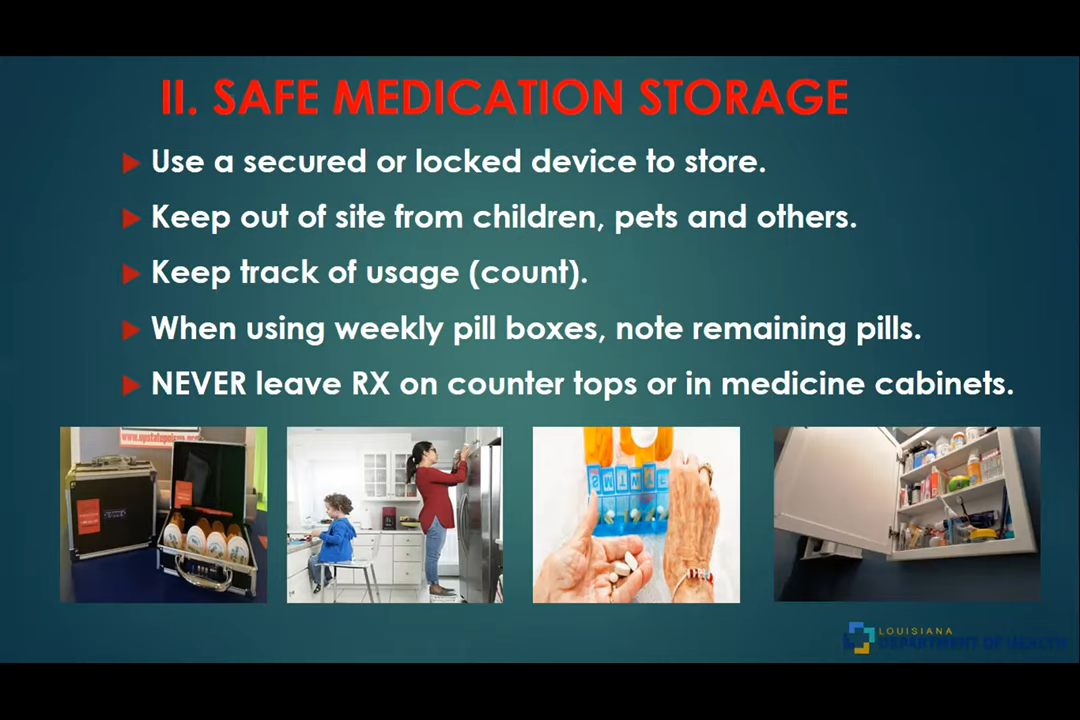 II. SAFE MEDICATION STORAGE
Use a secured or locked device to store.
Keep out of site from children, pets and others.
Keep track of usage (count).
When using weekly pill boxes, note remaining pills.
NEVER leave RX on counter tops or in medicine cabinets.
S M T W T F
LOUISIANA
DEPARTMENT OF HEALTH